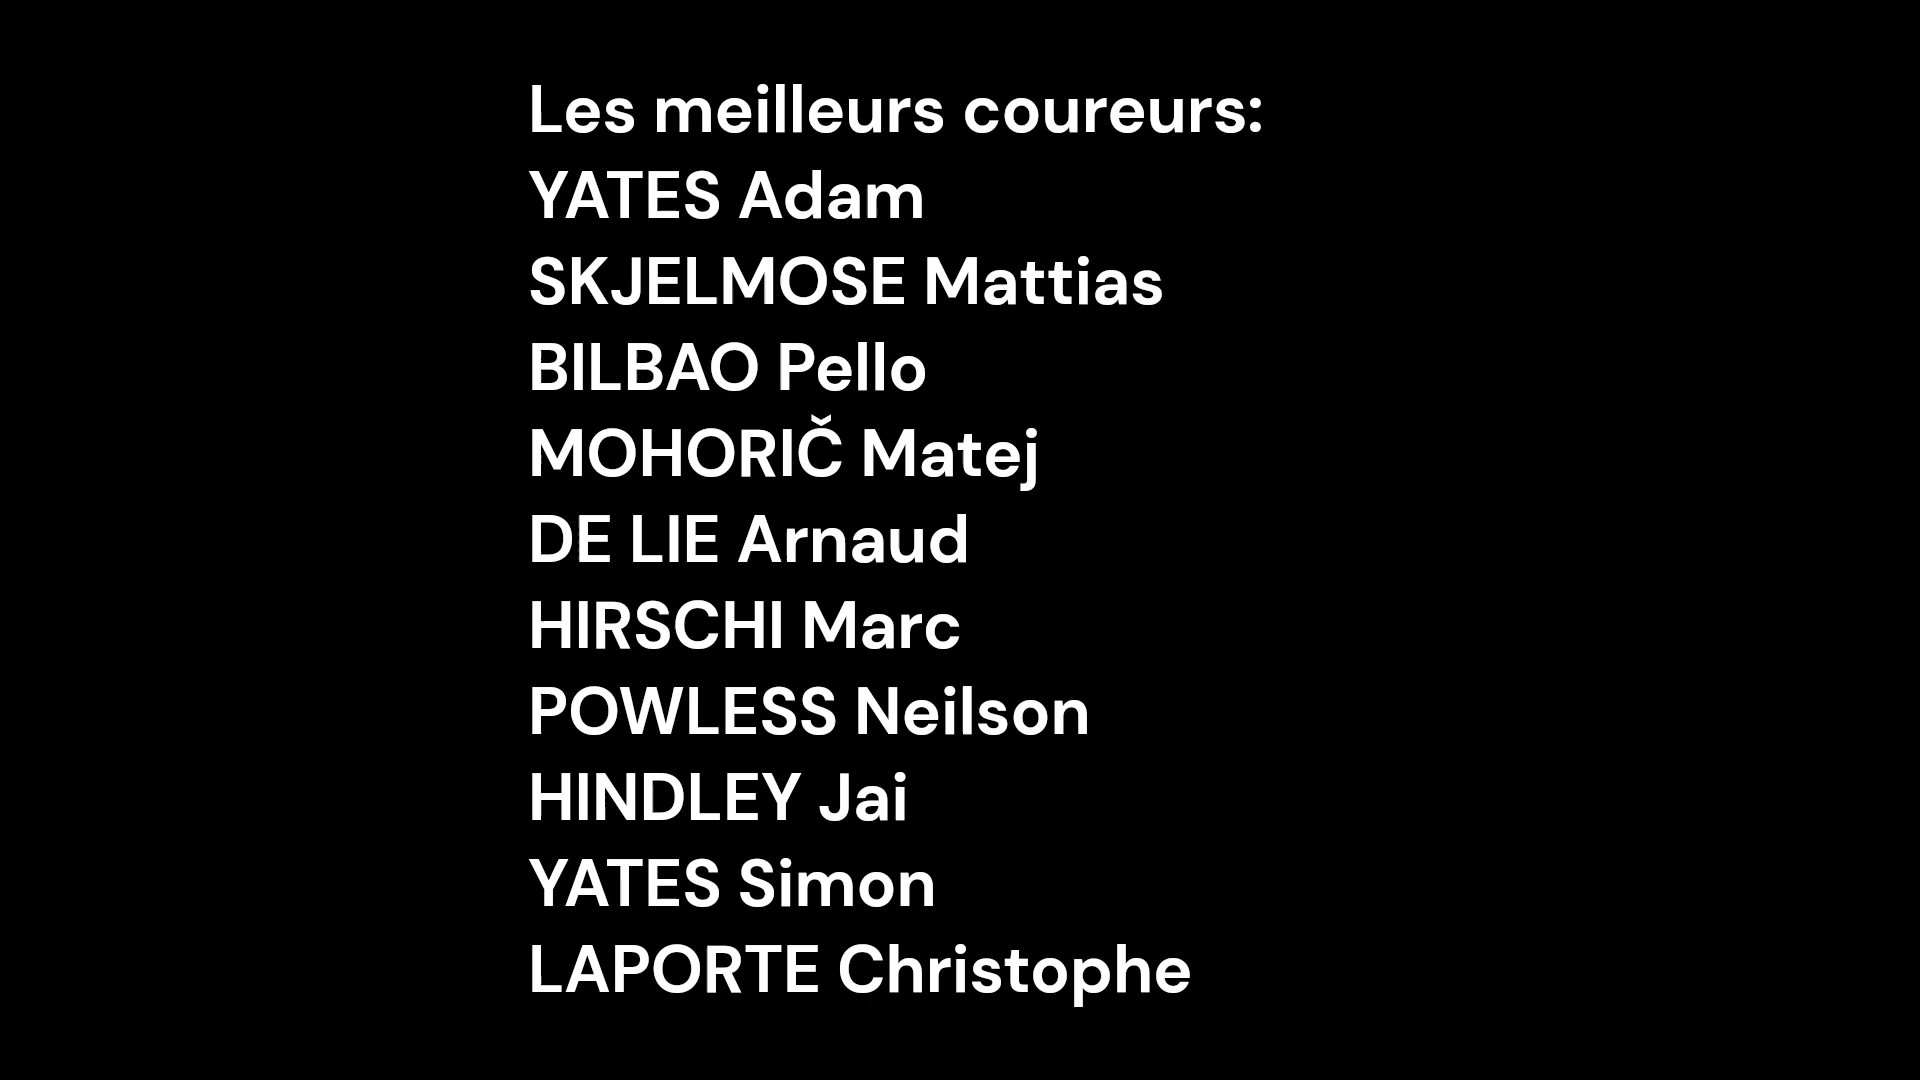 Les meilleurs coureurs:
YATES Adam
SKJELMOSE Mattias
BILBAO Pello
MOHORIČ Matej
DE LIE Arnaud
HIRSCHI Marc
POWLESS Neilson
HINDLEY Jai
YATES Simon
LAPORTE Christophe